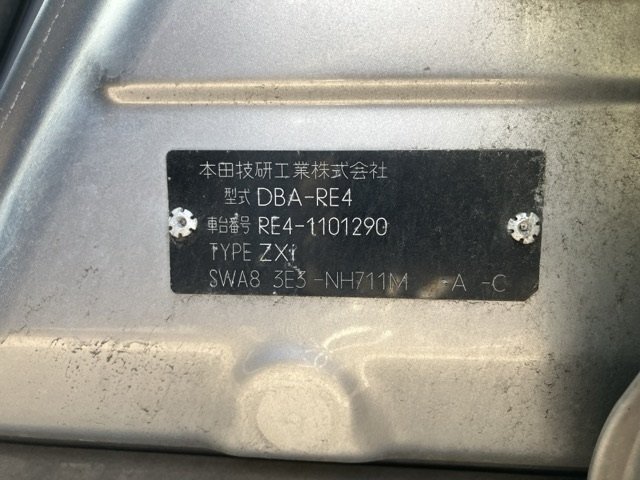 本田技研工業株式会社
型式 DBA-RE4
車台番号 RE4-1101290
TYPE ZXi
SWA8 3E3 -NH711M -A -C